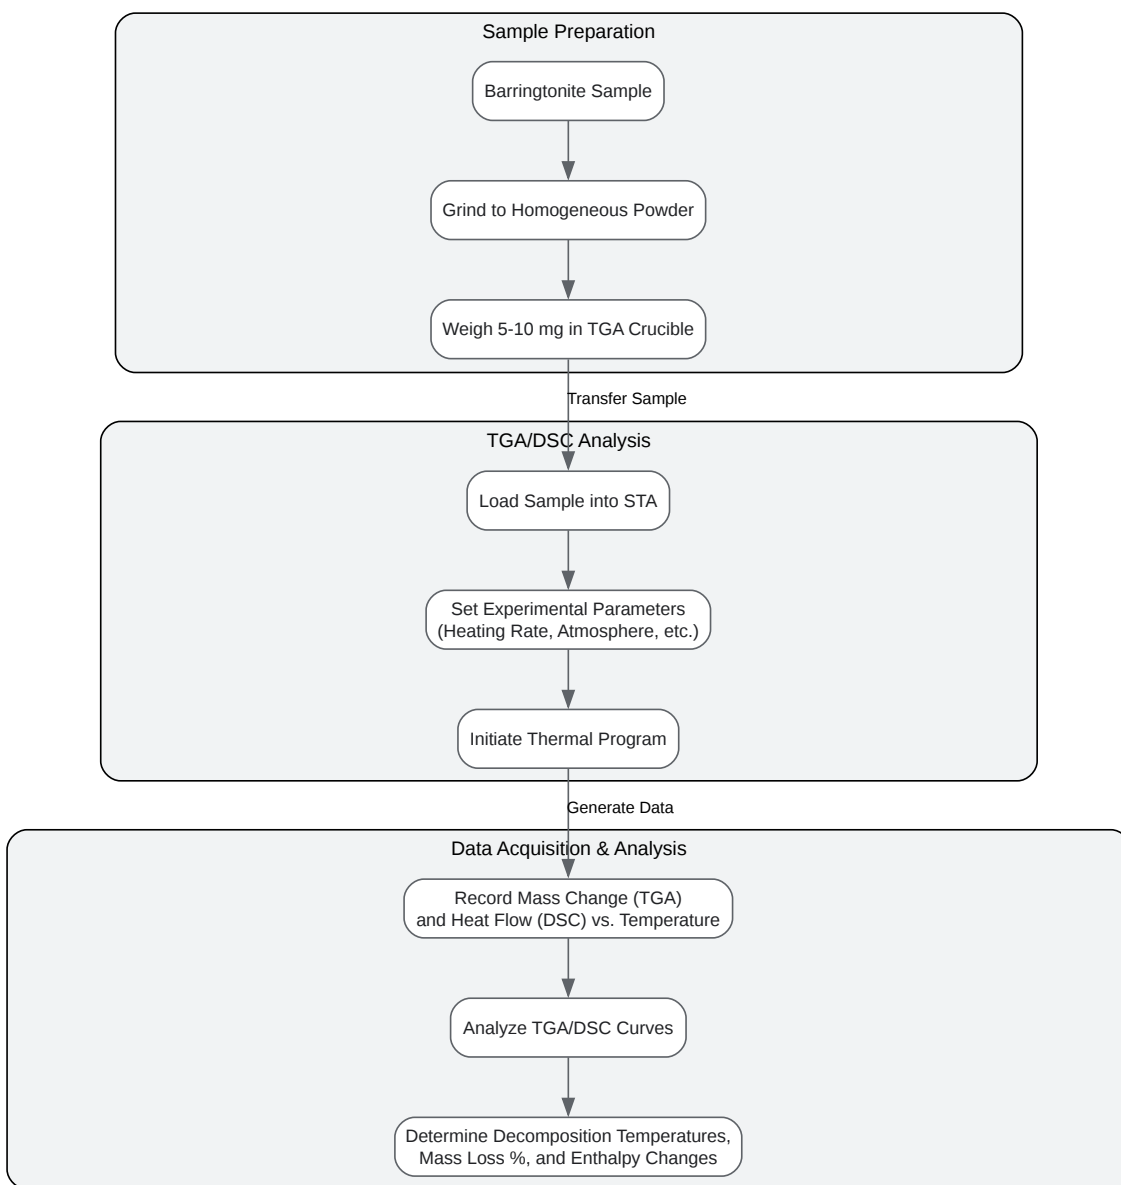 Sample Preparation
Barringtonite Sample
Grind to Homogeneous Powder
Weigh 5-10 mg in TGA Crucible
Transfer Sample
TGA/DSC Analysis
Load Sample into STA
Set Experimental Parameters
(Heating Rate, Atmosphere, etc.)
Initiate Thermal Program
Generate Data
Data Acquisition & Analysis
Record Mass Change (TGA)
and Heat Flow (DSC) vs. Temperature
Analyze TGA/DSC Curves
Determine Decomposition Temperatures,
Mass Loss %, and Enthalpy Changes